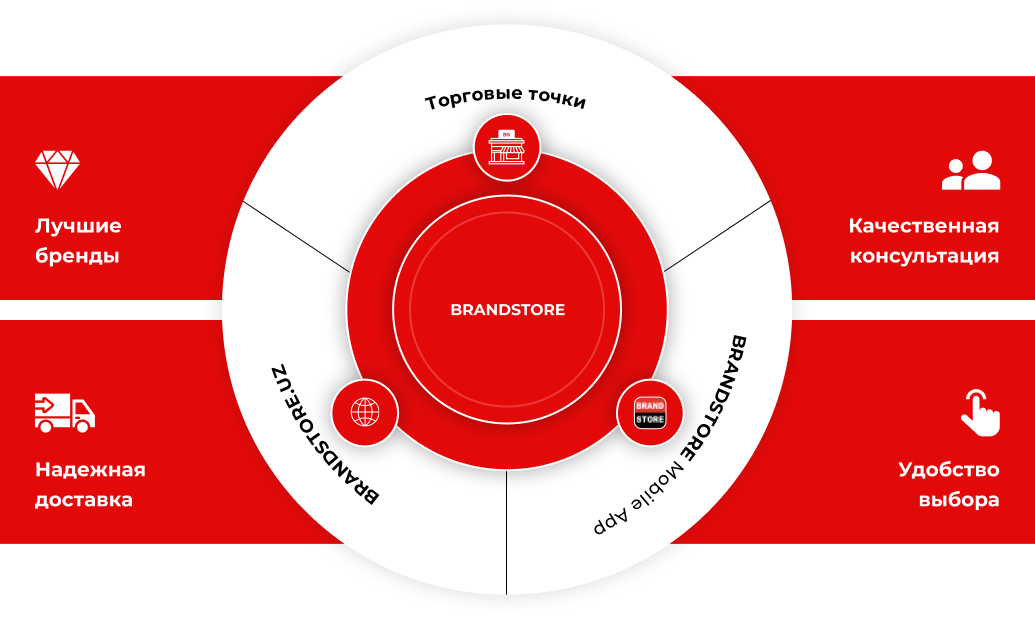 Торговые точки
BS
Лучшие
бренды
Качественная
консультация
BRANDSTORE
BRANDSTORE.UZ
BRAND
STORE
BRANDSTORE Mobile App
Надежная
доставка
Удобство
выбора